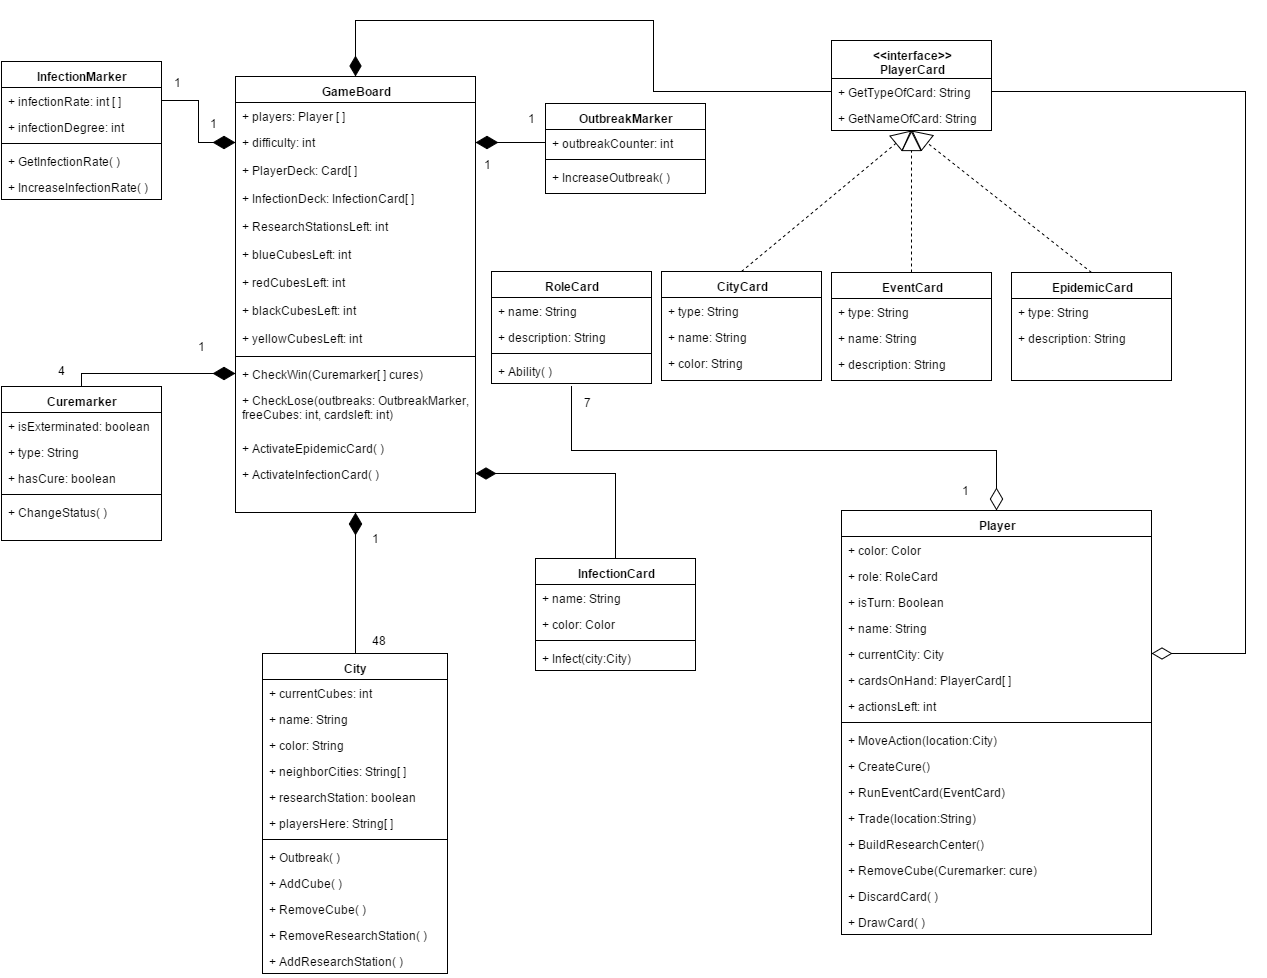 InfectionMarker
+ infectionRate: int [ ]
+ infectionDegree: int
+ GetInfectionRate( )
+ IncreaseInfectionRate( )
1
1
GameBoard
+ players: Player [ ]
+ difficulty: int
+ PlayerDeck: Card[ ]
+ InfectionDeck: InfectionCard[ ]
+ ResearchStationsLeft: int
+ blueCubesLeft: int
+ redCubesLeft: int
+ blackCubesLeft: int
+ yellowCubesLeft: int
+ CheckWin(Curemarker[ ] cures)
+ CheckLose(outbreaks: OutbreakMarker,
freeCubes: int, cardsleft: int)
+ ActivateEpidemicCard( )
+ ActivateInfectionCard( )
1
1
OutbreakMarker
+ outbreakCounter: int
+ IncreaseOutbreak( )
<<interface>>
PlayerCard
+ GetTypeOfCard: String
+ GetNameOfCard: String
RoleCard
+ name: String
+ description: String
+ Ability( )
CityCard
+ type: String
+ name: String
+ color: String
EventCard
+ type: String
+ name: String
+ description: String
EpidemicCard
+ type: String
+ description: String
1
4
Curemarker
+ isExterminated: boolean
+ type: String
+ hasCure: boolean
+ ChangeStatus( )
7
1
1
48
InfectionCard
+ name: String
+ color: Color
+ Infect(city:City)
City
+ currentCubes: int
+ name: String
+ color: String
+ neighborCities: String[ ]
+ researchStation: boolean
+ playersHere: String[ ]
+ Outbreak( )
+ AddCube( )
+ RemoveCube( )
+ RemoveResearchStation( )
+ AddResearchStation( )
Player
+ color: Color
+ role: RoleCard
+ isTurn: Boolean
+ name: String
+ currentCity: City
+ cardsOnHand: PlayerCard[ ]
+ actionsLeft: int
+ MoveAction(location:City)
+ CreateCure()
+ RunEventCard(EventCard)
+ Trade(location:String)
+ BuildResearchCenter()
+ RemoveCube(Curemarker: cure)
+ DiscardCard( )
+ DrawCard( )